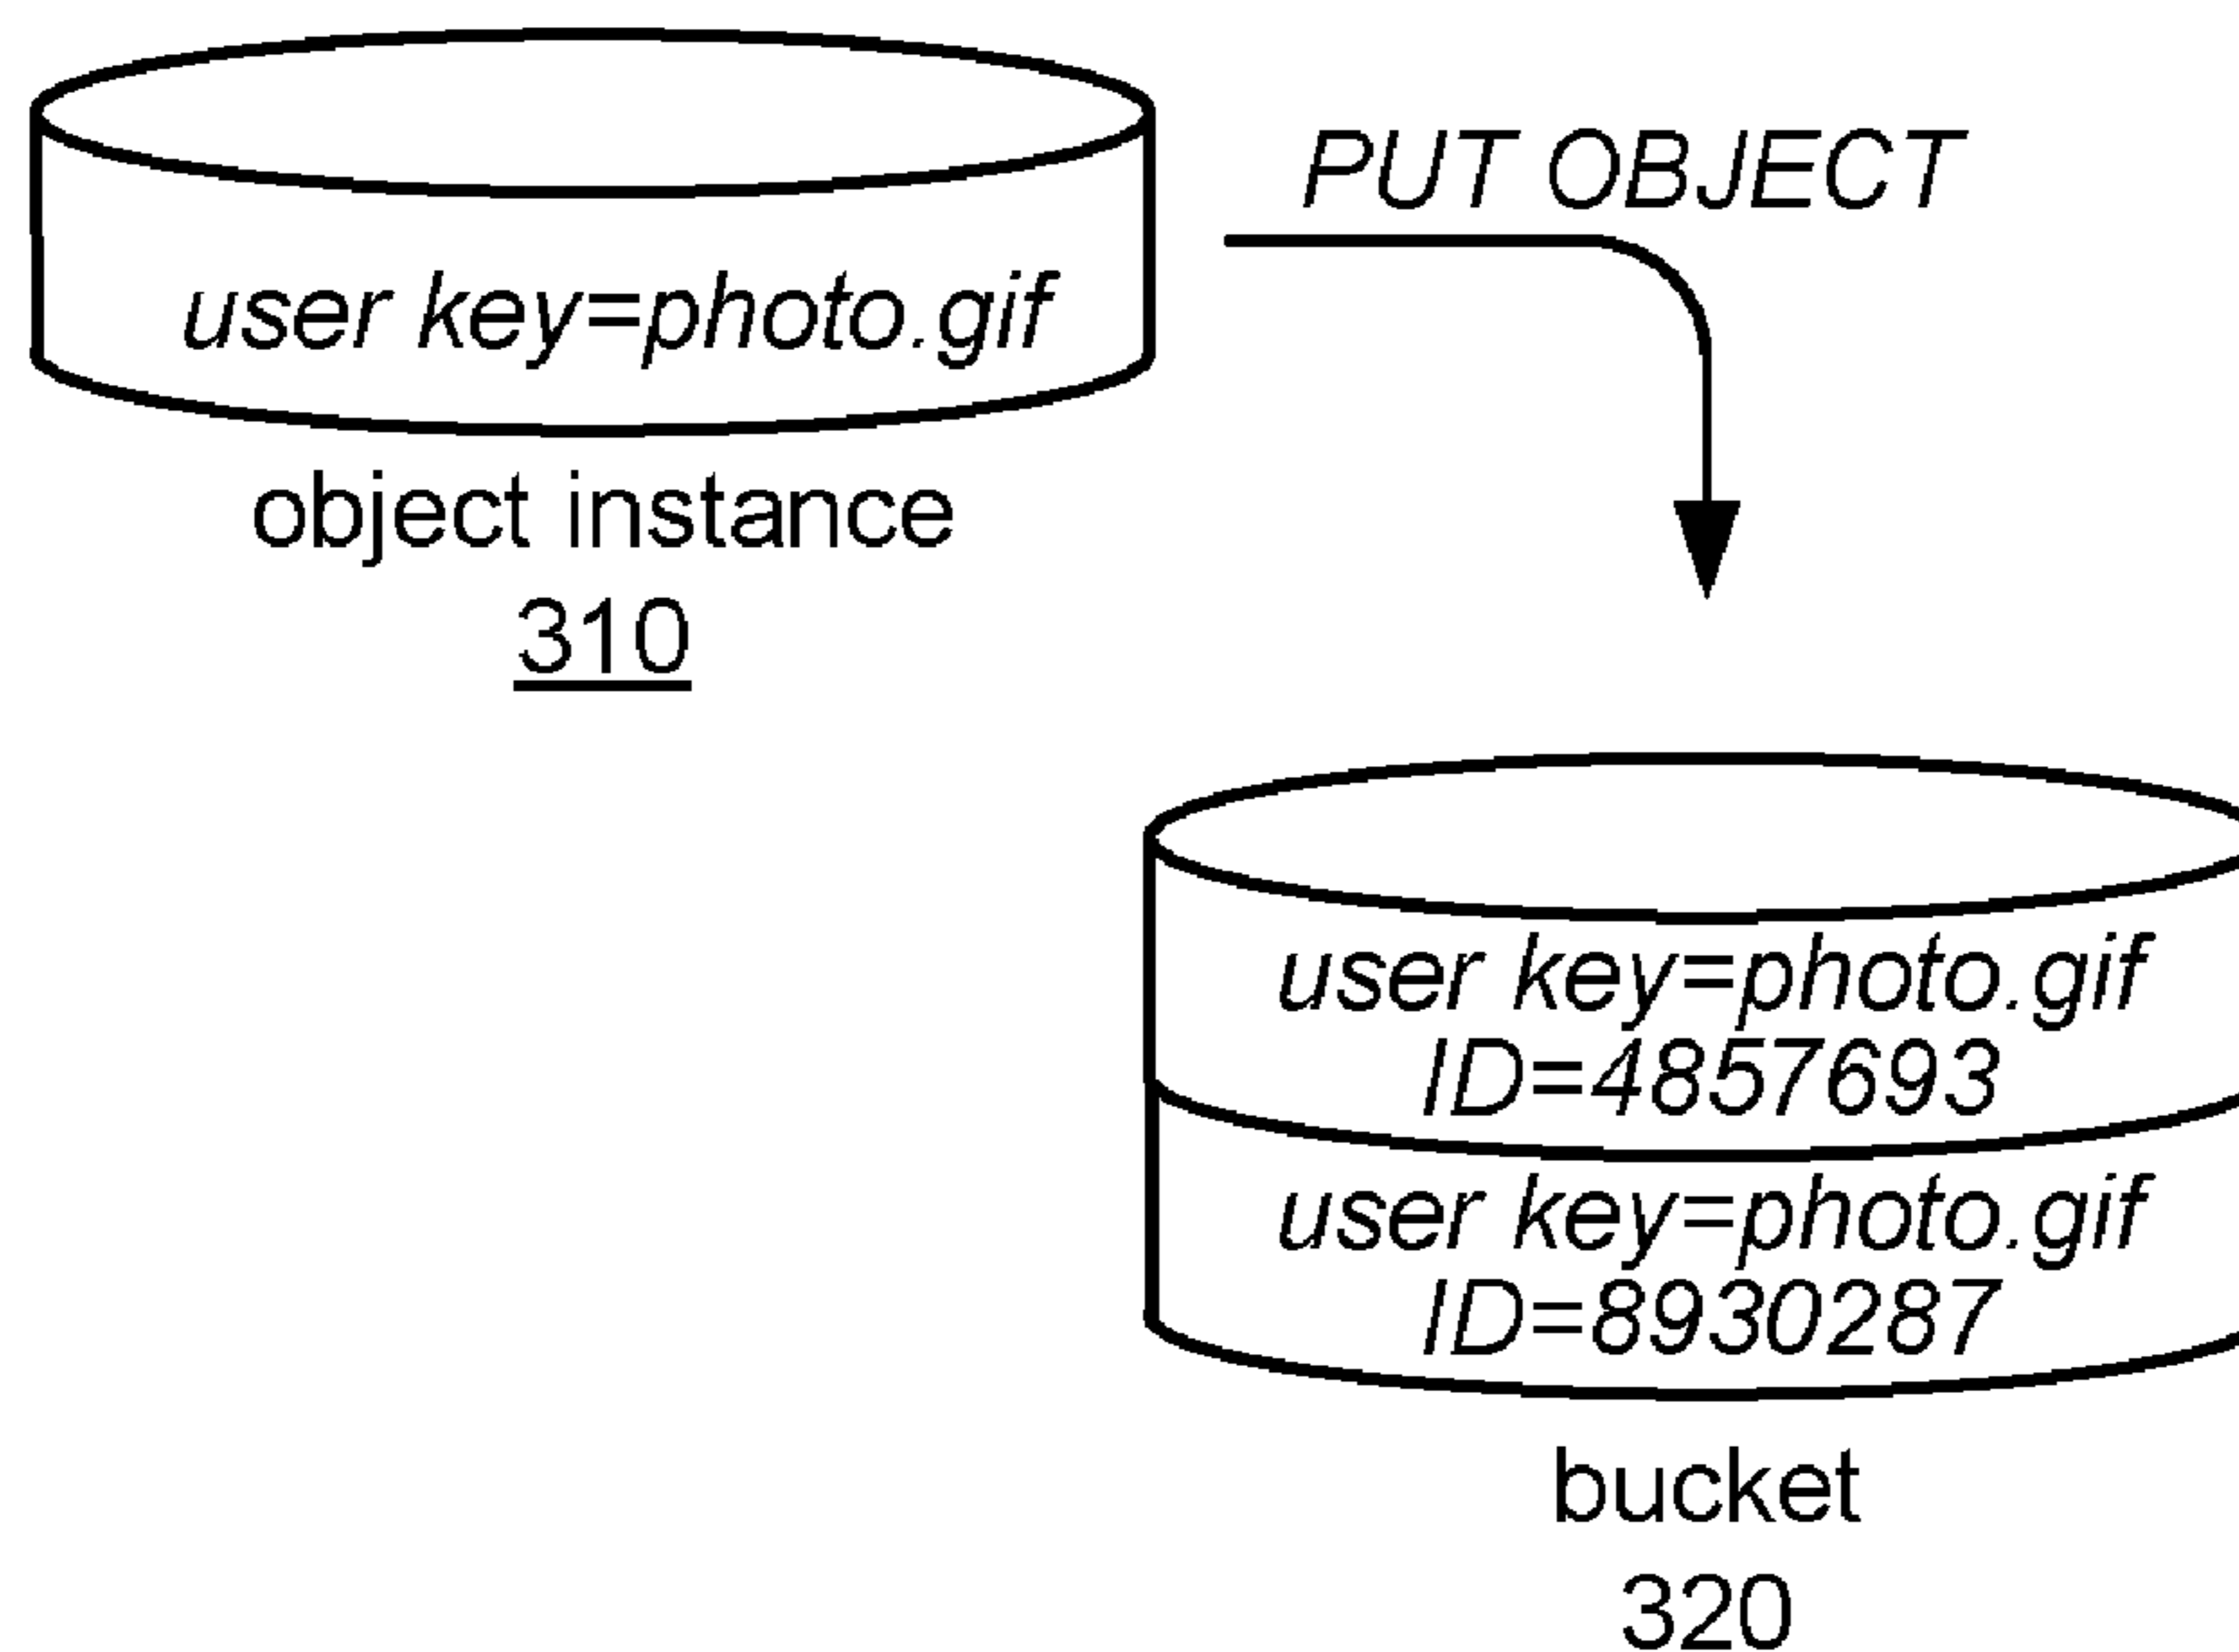 PUT OBJECT
user key=photo.gif
object instance
310
user key=photo.gif
ID=4857693
user key=photo.gif
ID=8930287
bucket
320